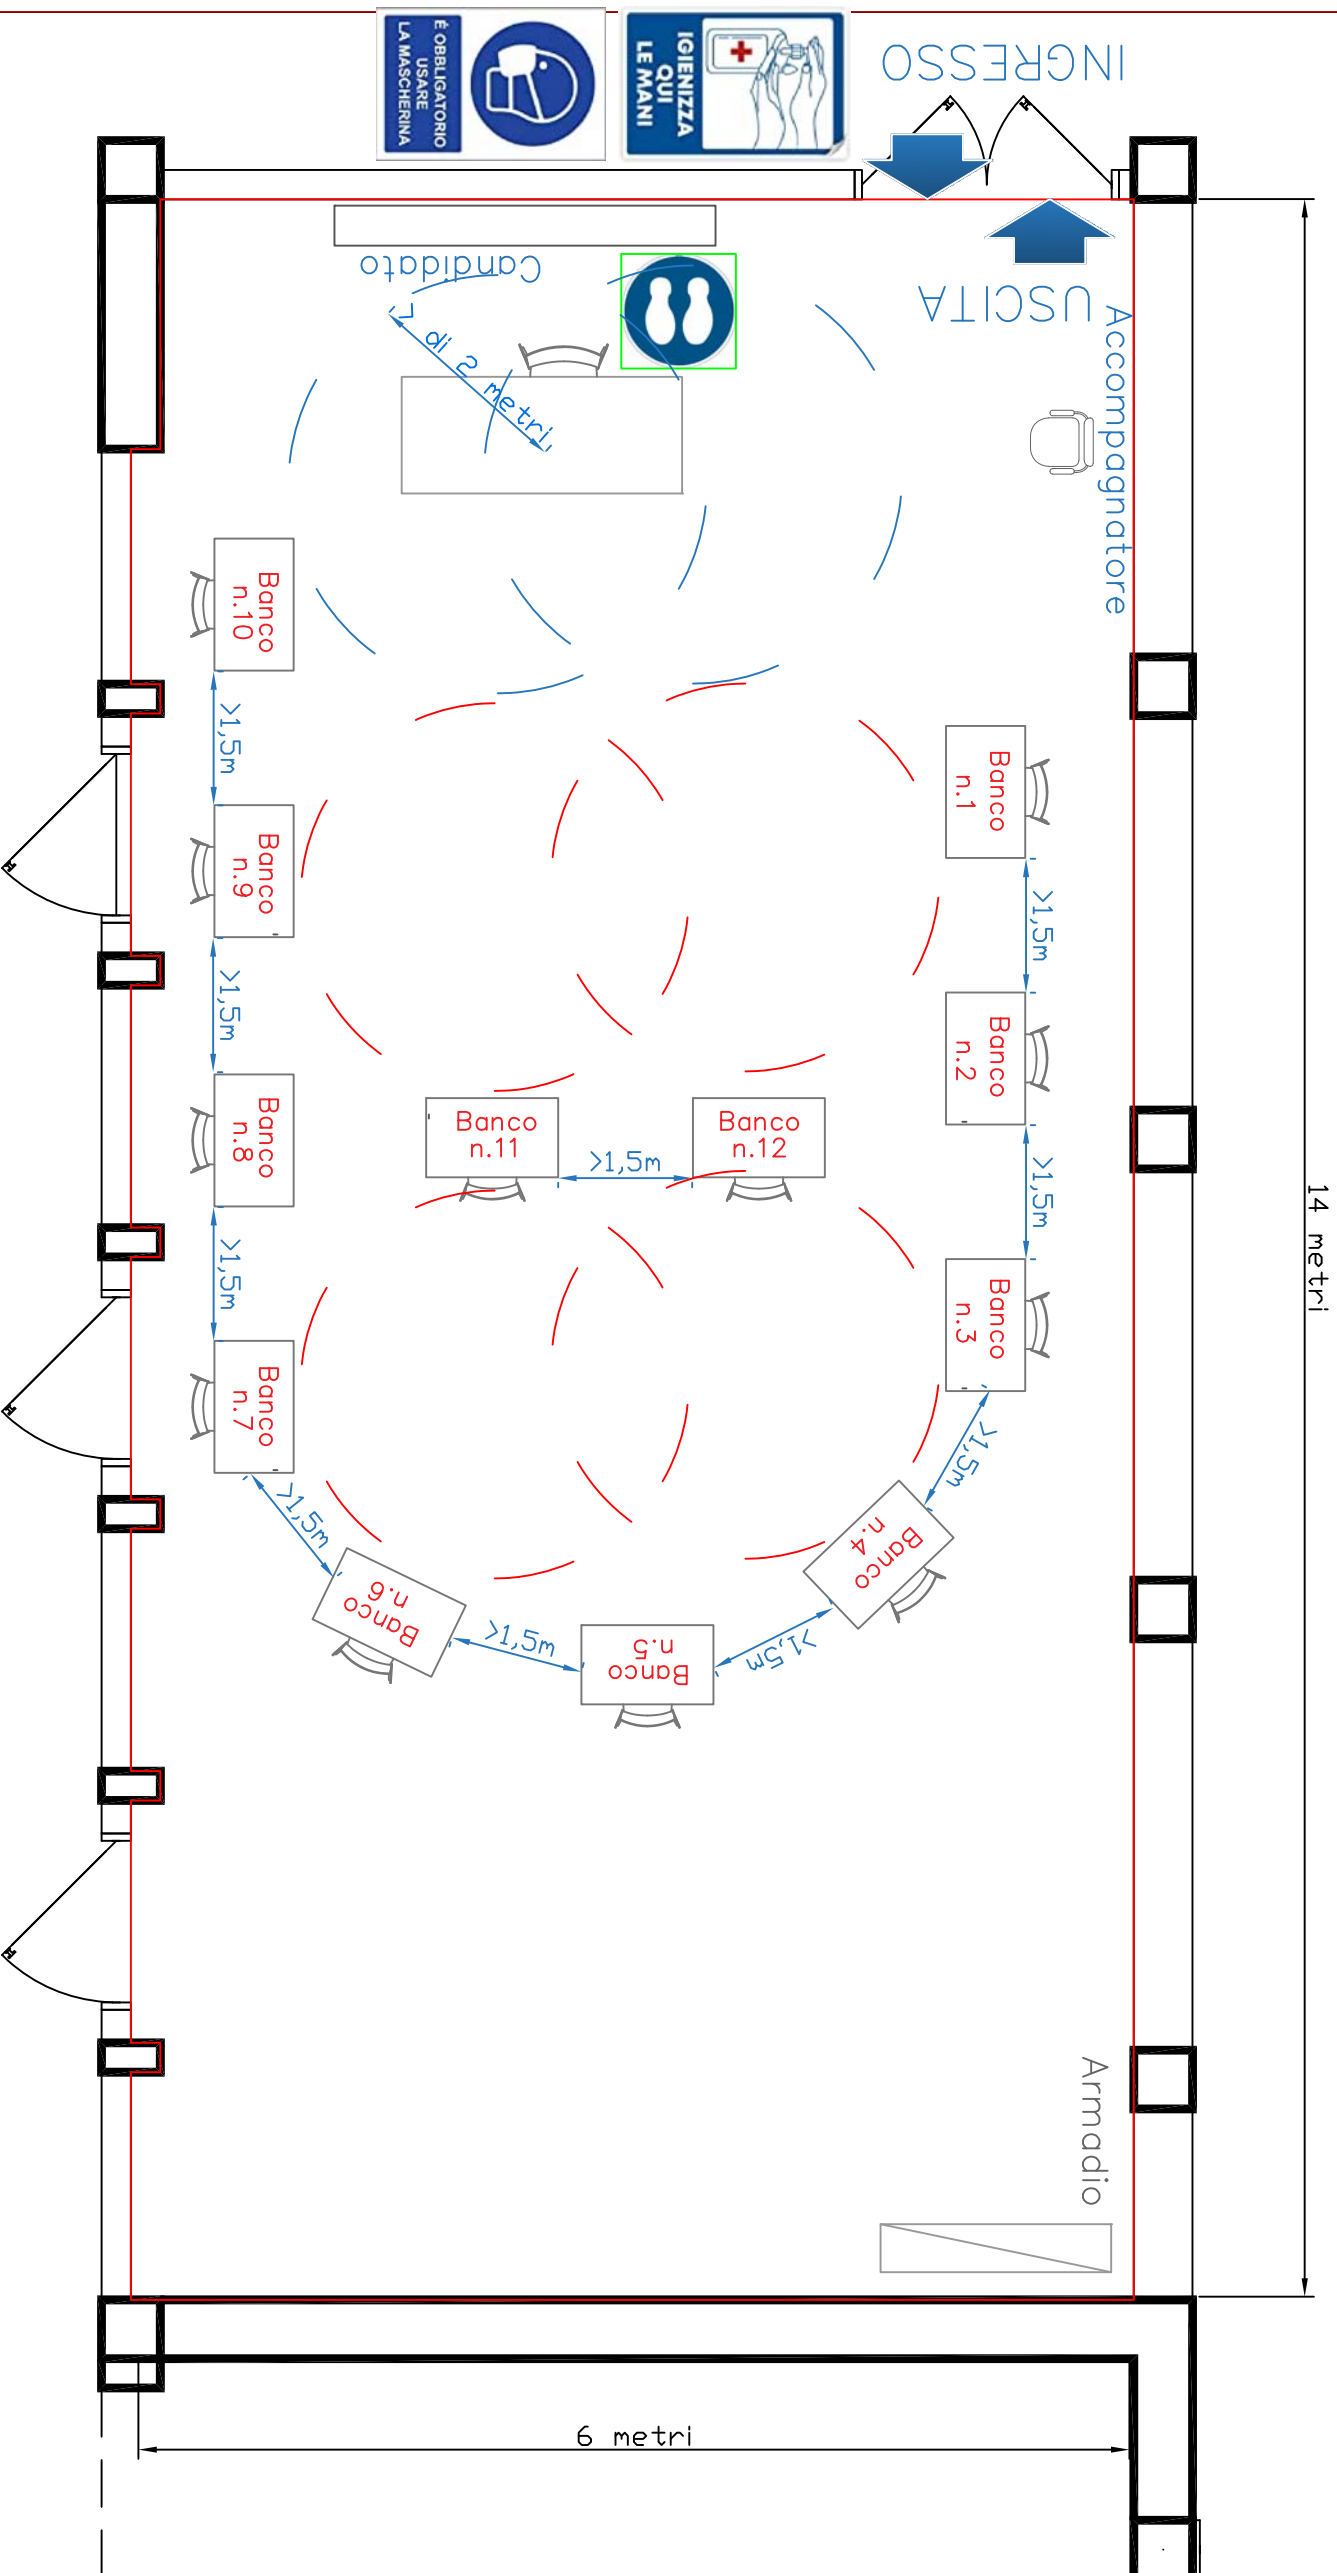 È OBBLIGATORIO
USARE
LA MASCHERINA
IGIENIZZA
QUI
LE MANI
INGRESSO
USCITA
Accompagnatore
Candidato
> di 2 metri
Banco
n.10
>1,5m
Banco
n.9
>1,5m
Banco
n.8
>1,5m
Banco
n.7
>1,5m
Banco
n.6
>1,5m
Banco
n.5
>1,5m
Banco
n.4
>1,5m
Banco
n.3
>1,5m
Banco
n.2
>1,5m
Banco
n.1
Banco
n.11
>1,5m
Banco
n.12
14 metri
Armadio
6 metri